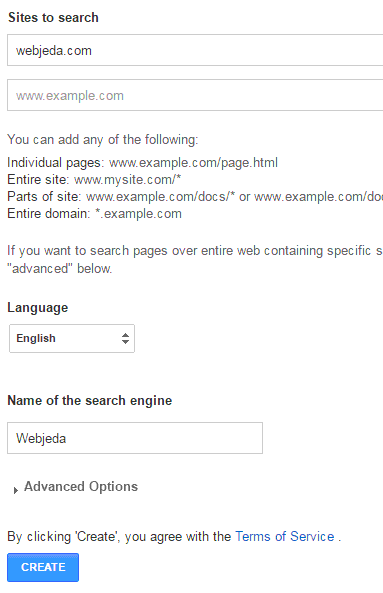 Sites to search
webjeda.com
www.example.com
You can add any of the following:
Individual pages: www.example.com/page.html
Entire site: www.mysite.com/*
Parts of site: www.example.com/docs/* or www.example.com/do
Entire domain: *.example.com
If you want to search pages over entire web containing specific s
"advanced" below.
Language
English
Name of the search engine
Webjeda
Advanced Options
By clicking 'Create', you agree with the Terms of Service .
CREATE